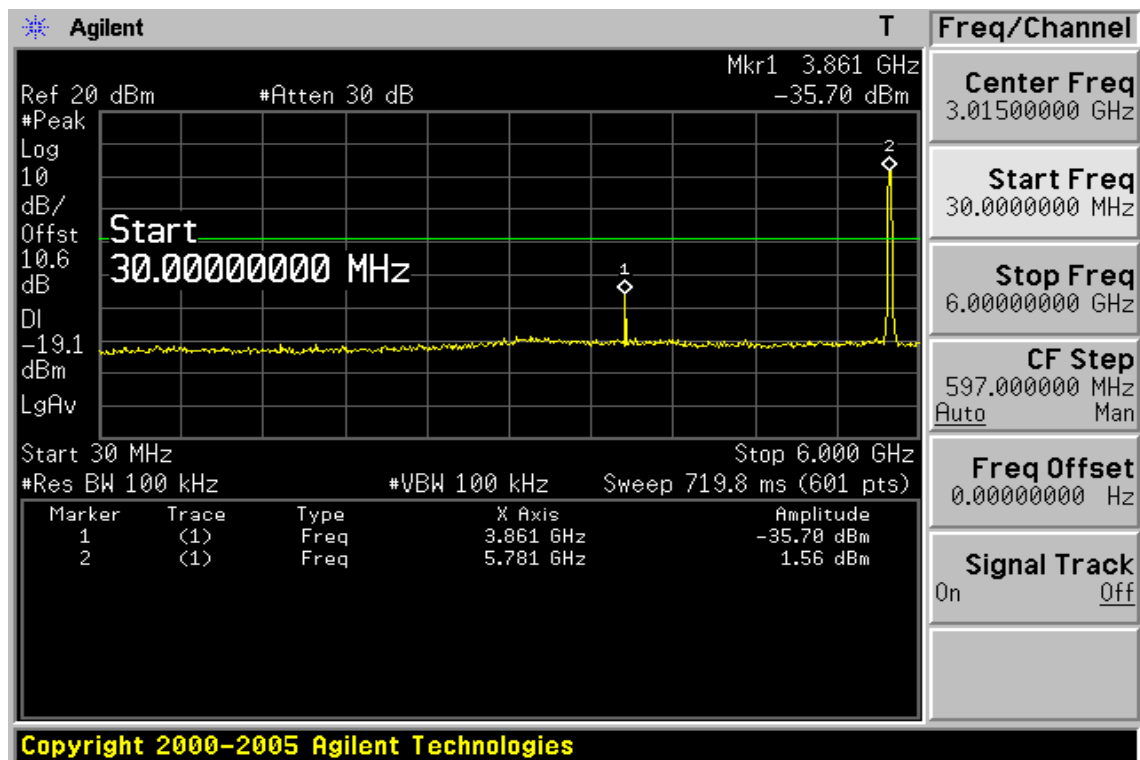 Agilent T Freq/Channel
Mkr1 3.861 GHz
Ref 20 dBm #Atten 30 dB -35.70 dBm
#Peak
Log
10
dB/
Offst
10.6
dB
DI
-19.1
dBm
LgAv
2
Start
30.00000000 MHz
1
Start 30 MHz Stop 6.000 GHz
#Res BW 100 kHz #VBW 100 kHz Sweep 719.8 ms (601 pts)
Marker Trace Type X Axis Amplitude
1 (1) Freq 3.861 GHz -35.70 dBm
2 (1) Freq 5.781 GHz 1.56 dBm
Center Freq
3.01500000 GHz
Start Freq
30.0000000 MHz
Stop Freq
6.00000000 GHz
CF Step
597.000000 MHz
Auto Man
Freq Offset
0.00000000 Hz
Signal Track
On Off
Copyright 2000-2005 Agilent Technologies